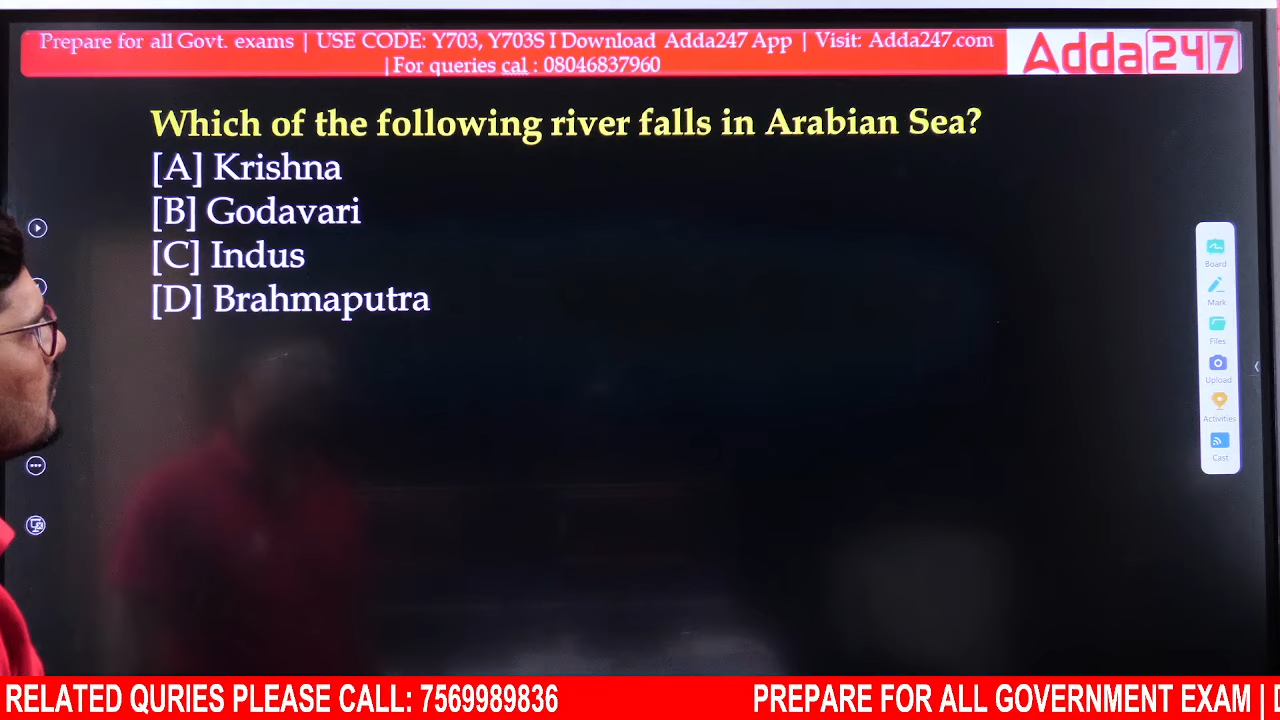 Prepare for all Govt. exams | USE CODE: Y703, Y703S I Download Adda247 App | Visit: Adda247.com
|For queries cal : 08046837960
Adda247
Which of the following river falls in Arabian Sea?
[A] Krishna
[B] Godavari
[C] Indus
[D] Brahmaputra
Board
Mark
Files
Upload
Activities
Cast
RELATED QURIES PLEASE CALL: 7569989836 PREPARE FOR ALL GOVERNMENT EXAM |